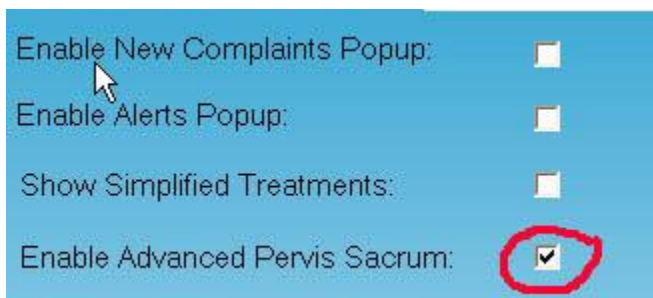 Enable New Complaints Popup:
Enable Alerts Popup:
Show Simplified Treatments:
Enable Advanced Pervis Sacrum: